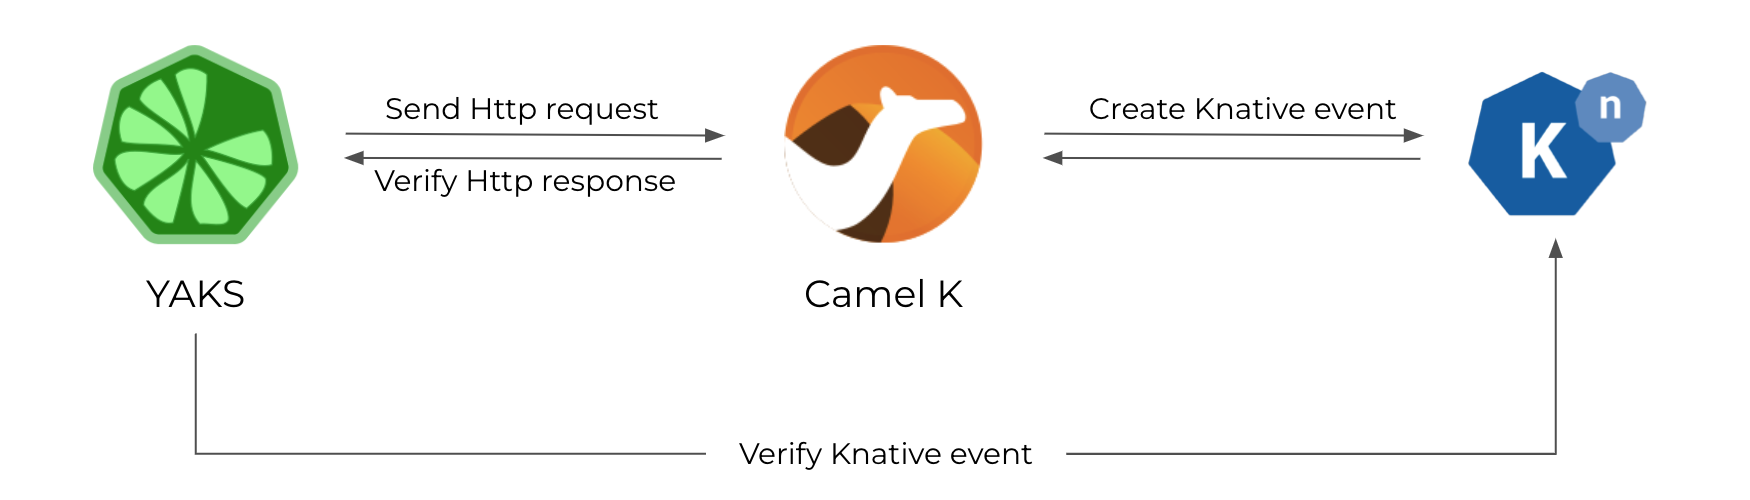 Send Http request
Create Knative event
n
K
Verify Http response
YAKS
Camel K
Verify Knative event